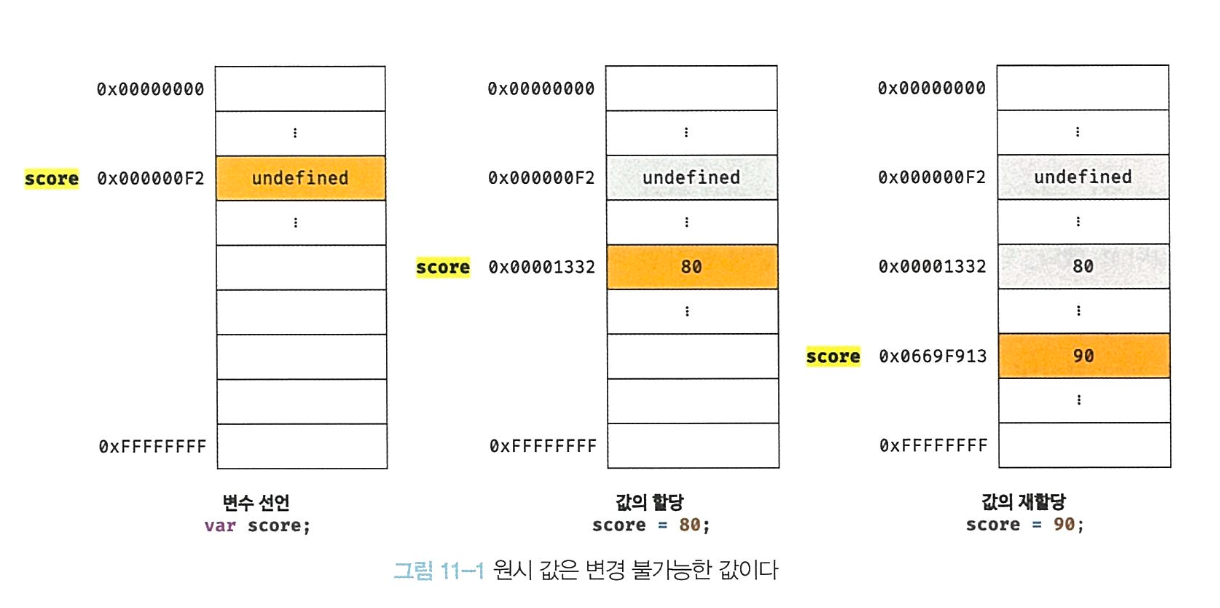 0x00000000
⋮
score 0x000000F2 undefined
⋮
0xFFFFFFFF
변수 선언
var score;
0x00000000
⋮
0x000000F2 undefined
⋮
score 0x00001332 80
⋮
0xFFFFFFFF
값의 할당
score = 80;
0x00000000
⋮
0x000000F2 undefined
⋮
0x00001332 80
⋮
score 0x0669F913 90
⋮
0xFFFFFFFF
값의 재할당
score = 90;
그림 11-1 원시 값은 변경 불가능한 값이다